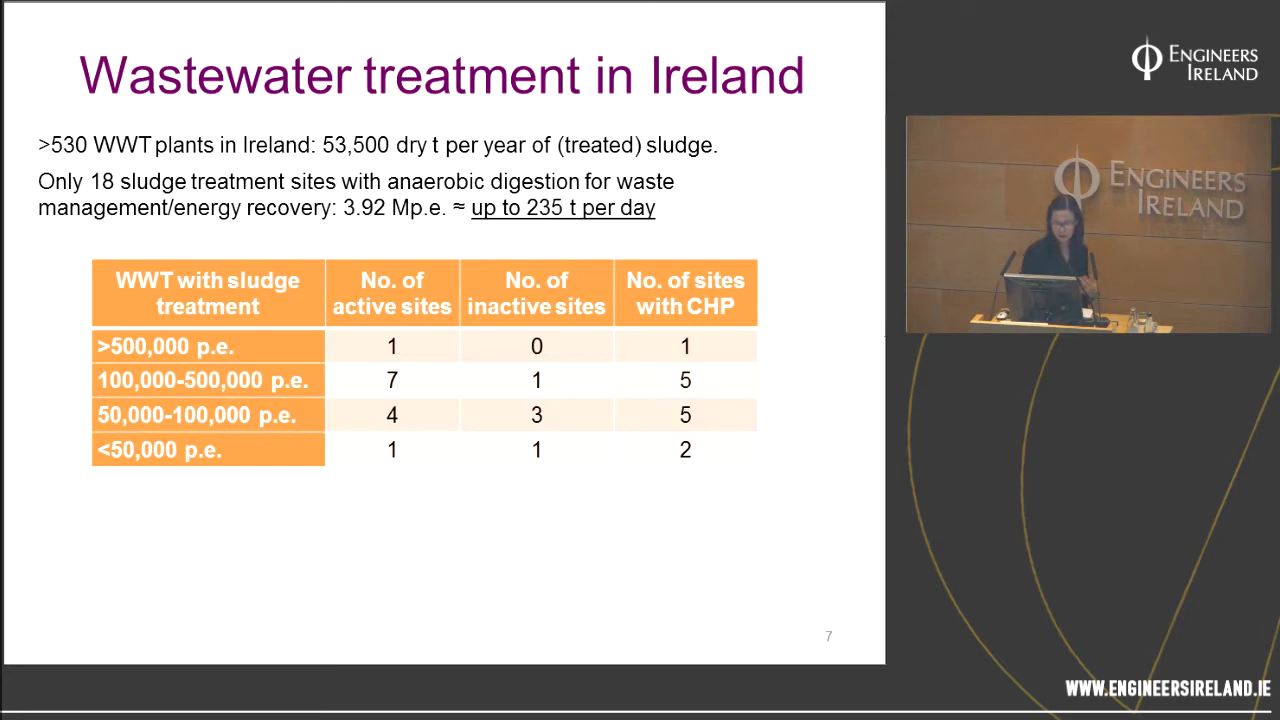 Wastewater treatment in Ireland
>530 WWT plants in Ireland: 53,500 dry t per year of (treated) sludge.
Only 18 sludge treatment sites with anaerobic digestion for waste
management/energy recovery: 3.92 Mp.e. ≈ up to 235 t per day
WWT with sludge treatment No. of active sites No. of inactive sites No. of sites with CHP
>500,000 p.e. 1 0 1
100,000-500,000 p.e. 7 1 5
50,000-100,000 p.e. 4 3 5
<50,000 p.e. 1 1 2
7
ENGINEERS
IRELAND
ENGINEERS
IRELAND
WWW.ENGINEERSIRELAND.IE